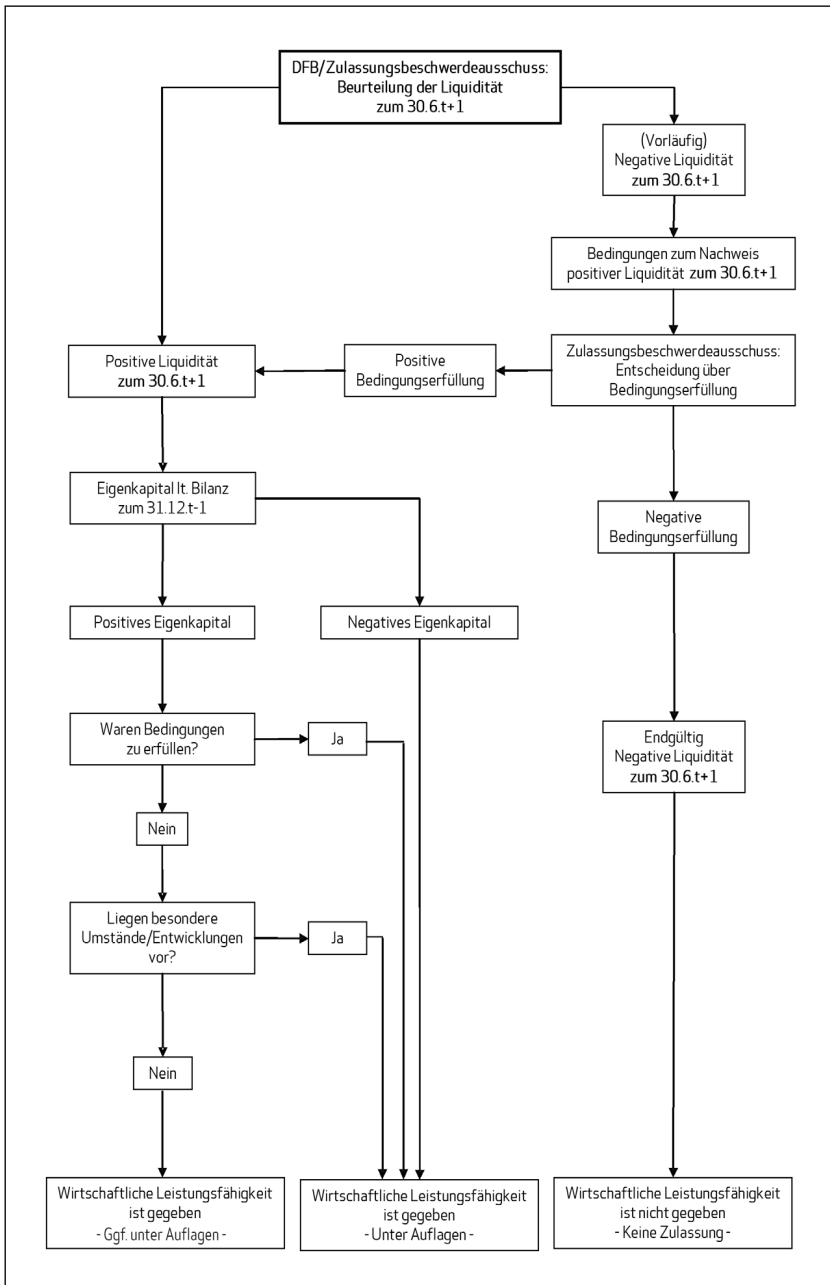 DFB/Zulassungsbeschwerdeausschuss:
Beurteilung der Liquidität
zum 30.6.t+1
(Vorläufig)
Negative Liquidität
zum 30.6.t+1
Bedingungen zum Nachweis
positiver Liquidität zum 30.6.t+1
Positive Liquidität
zum 30.6.t+1
Positive
Bedingungserfüllung
Zulassungsbeschwerdeausschuss:
Entscheidung über
Bedingungserfüllung
Eigenkapital lt. Bilanz
zum 31.12.t-1
Negative
Bedingungserfüllung
Positives Eigenkapital
Negatives Eigenkapital
Waren Bedingungen
zu erfüllen?
Ja
Endgültig
Negative Liquidität
zum 30.6.t+1
Nein
Liegen besondere
Umstände/Entwicklungen
vor?
Ja
Nein
Wirtschaftliche Leistungsfähigkeit
ist gegeben
- Ggf. unter Auflagen -
Wirtschaftliche Leistungsfähigkeit
ist gegeben
- Unter Auflagen -
Wirtschaftliche Leistungsfähigkeit
ist nicht gegeben
- Keine Zulassung -